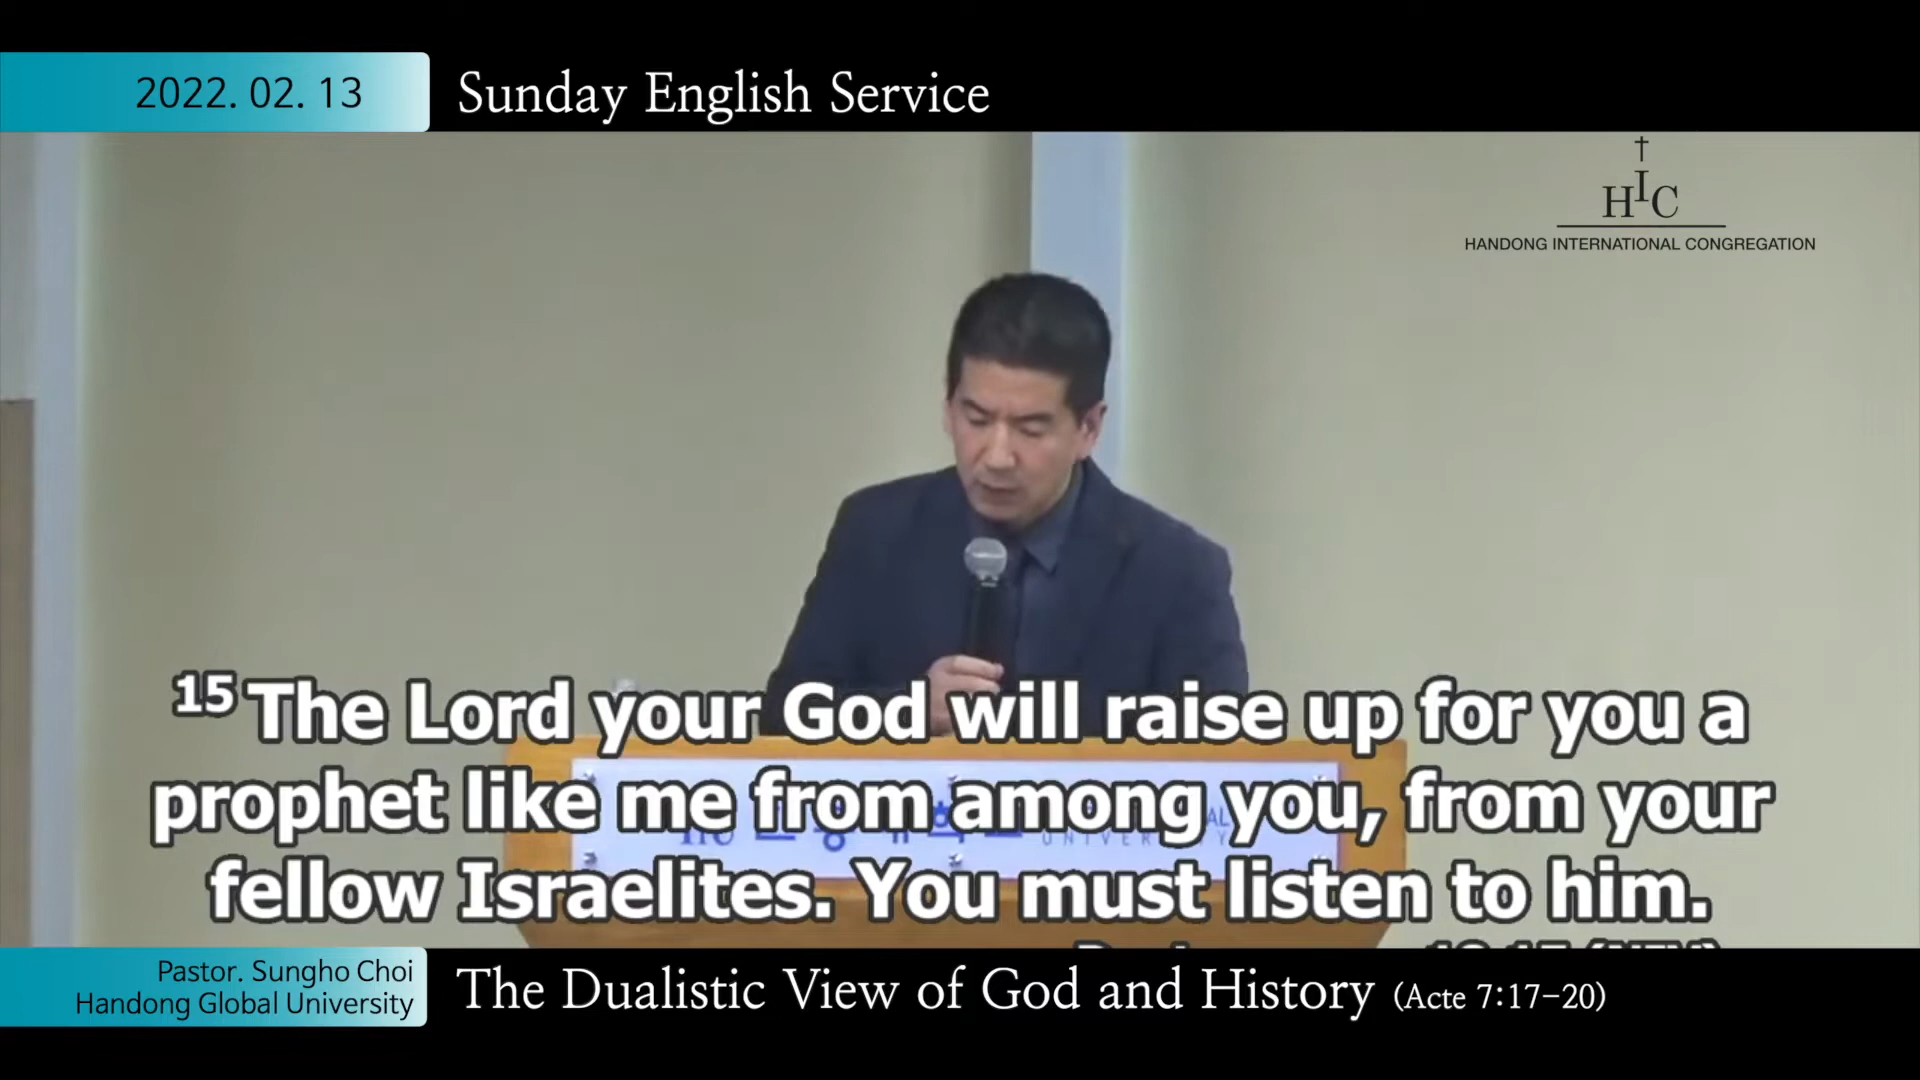 2022. 02. 13
Sunday English Service
HIC
HANDONG INTERNATIONAL CONGREGATION
15 The Lord your God will raise up for you a
prophet like me from among you, from your
fellow Israelites. You must listen to him.
UNIVERSITY
Pastor. Sungho Choi
Handong Global University
The Dualistic View of God and History (Acte 7:17-20)